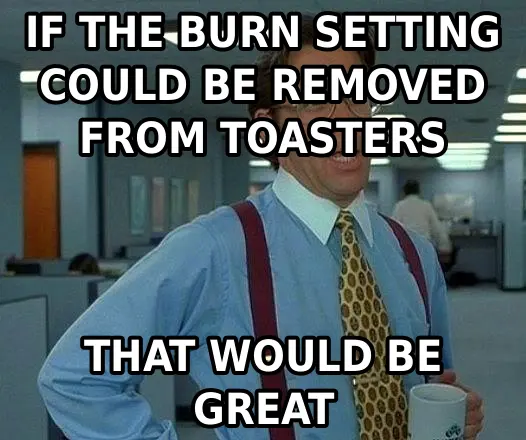 IF THE BURN SETTING
COULD BE REMOVED
FROM TOASTERS
THAT WOULD BE
GREAT